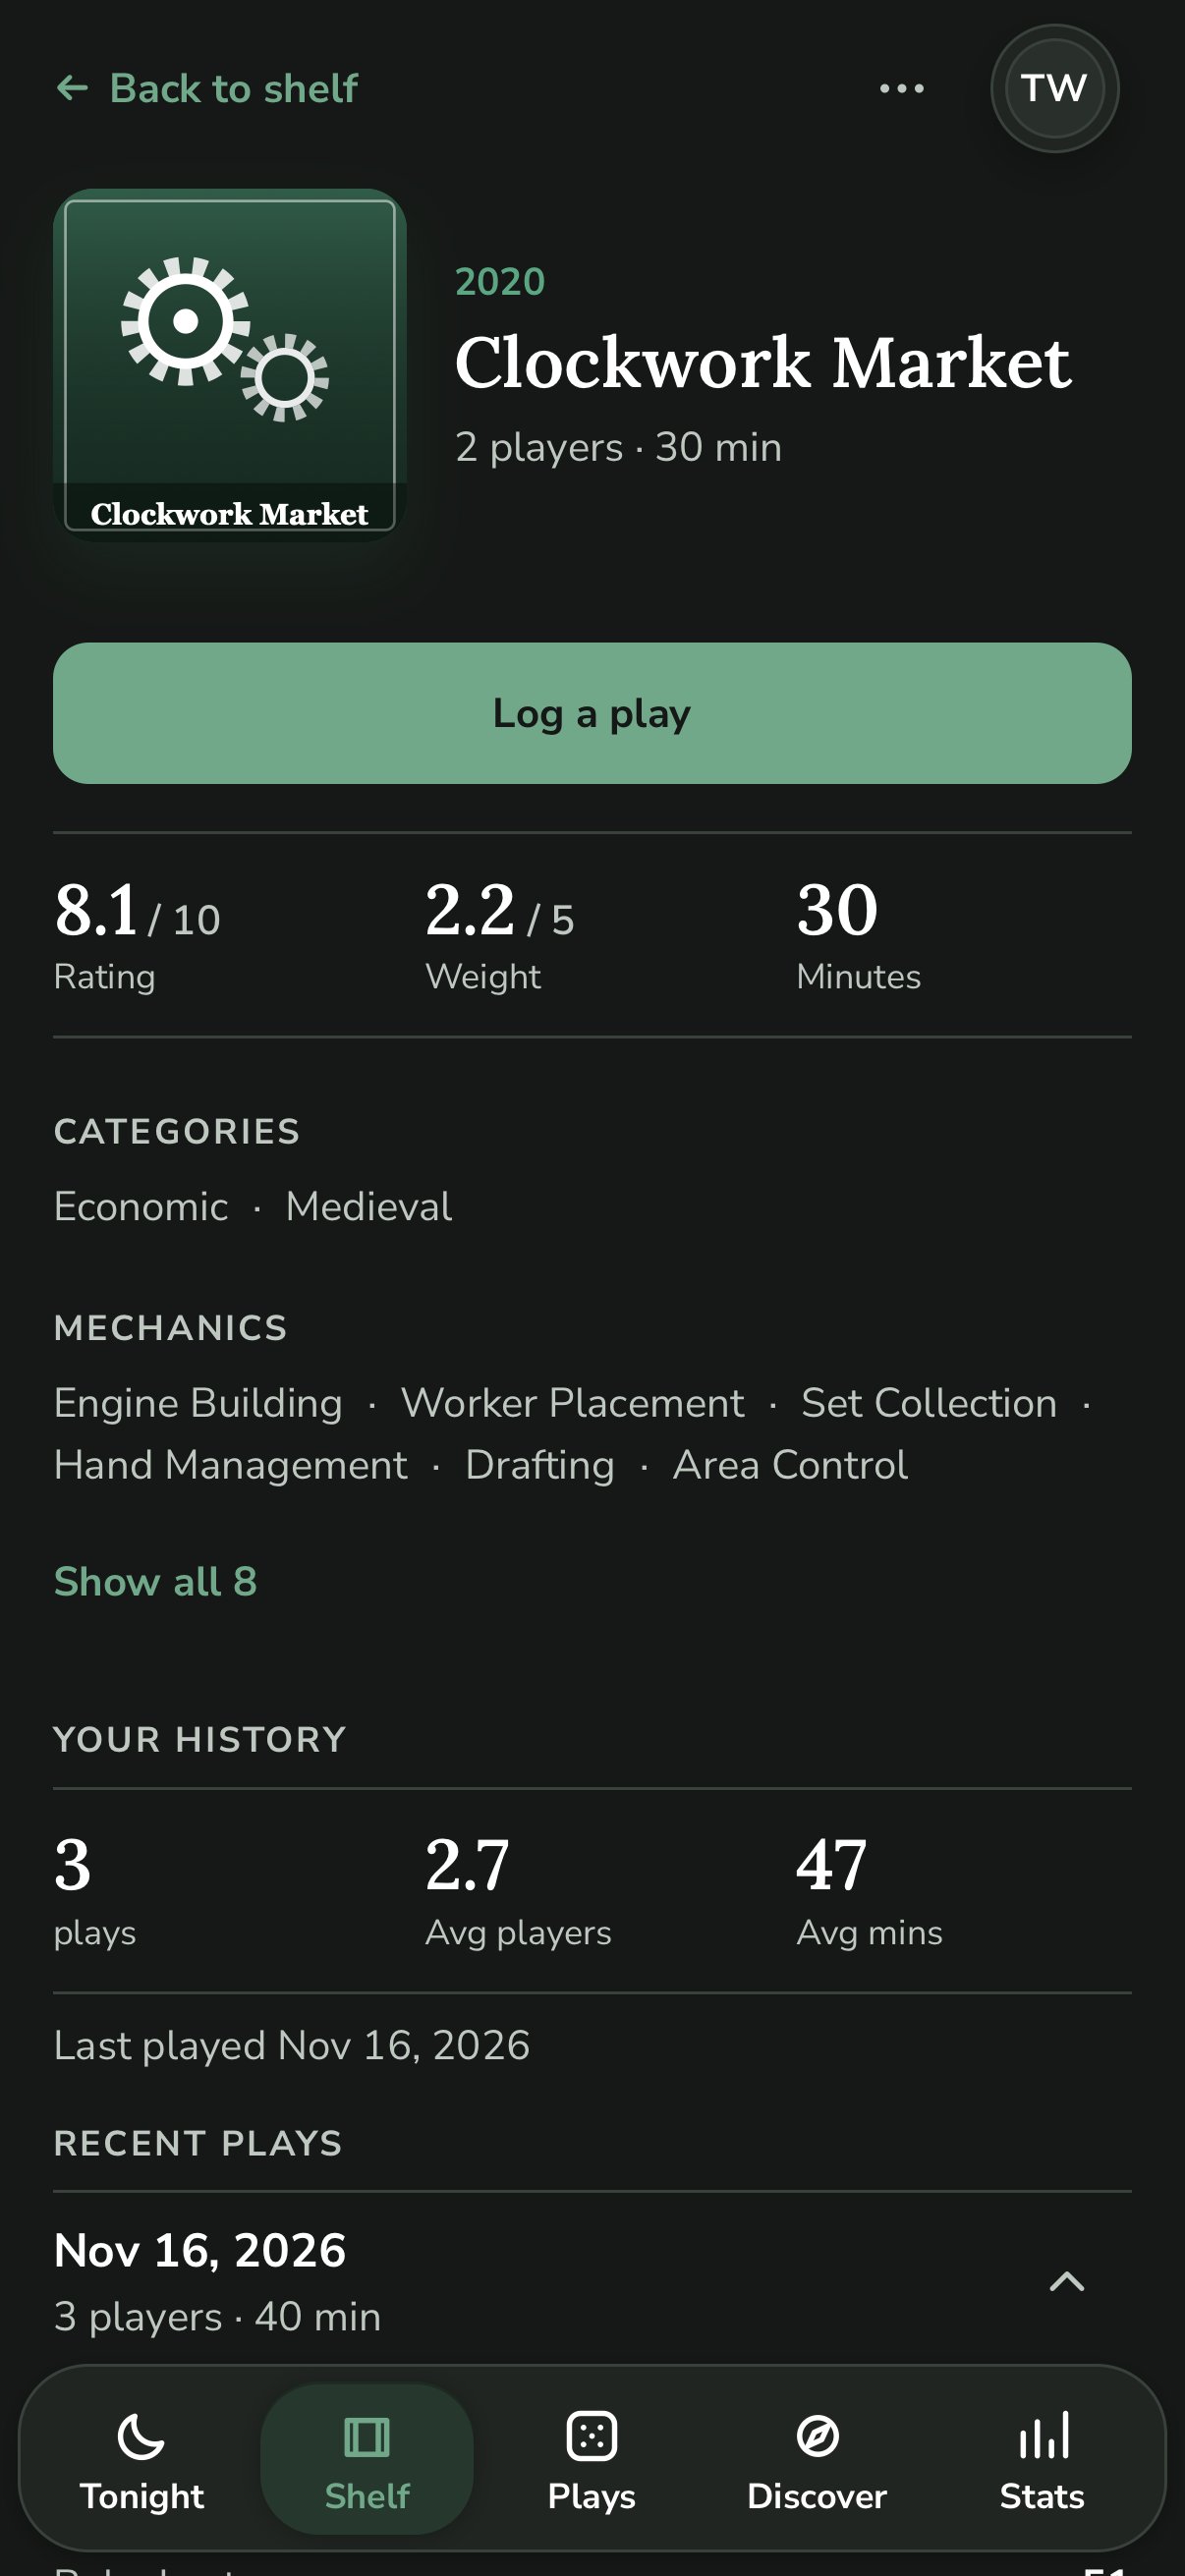 ← Back to shelf
... TW
Clockwork Market
2020
Clockwork Market
2 players · 30 min
Log a play
8.1 / 10
Rating
2.2 / 5
Weight
30
Minutes
CATEGORIES
Economic · Medieval
MECHANICS
Engine Building · Worker Placement · Set Collection ·
Hand Management · Drafting · Area Control
Show all 8
YOUR HISTORY
3
plays
2.7
Avg players
47
Avg mins
Last played Nov 16, 2026
RECENT PLAYS
Nov 16, 2026
3 players · 40 min
Tonight
Shelf
Plays
Discover
Stats